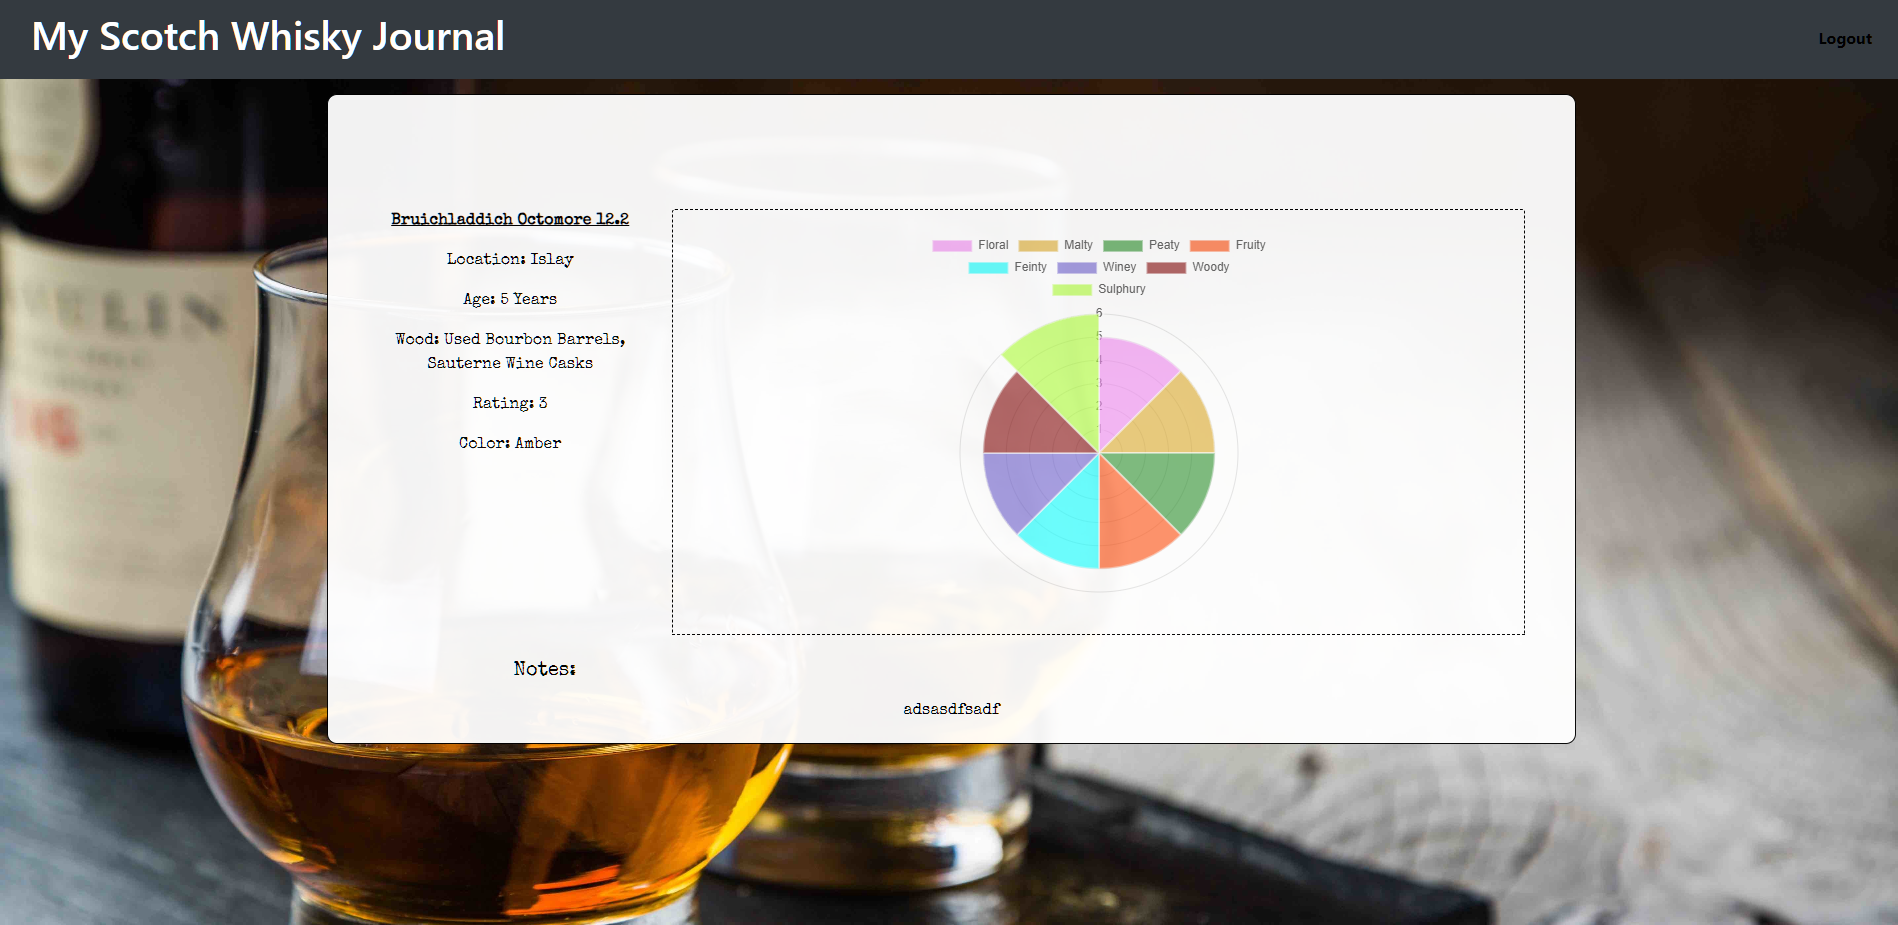 My Scotch Whisky Journal
Logout
Bruichladdich Octomore 12.2
Location: Islay
Age: 5 Years
Wood: Used Bourbon Barrels,
Sauterne Wine Casks
Rating: 3
Color: Amber
Floral Malty Peaty Fruity
Feinty Winey Woody
Sulphury
6
5
4
3
2
1
Notes:
adsasdfsadf